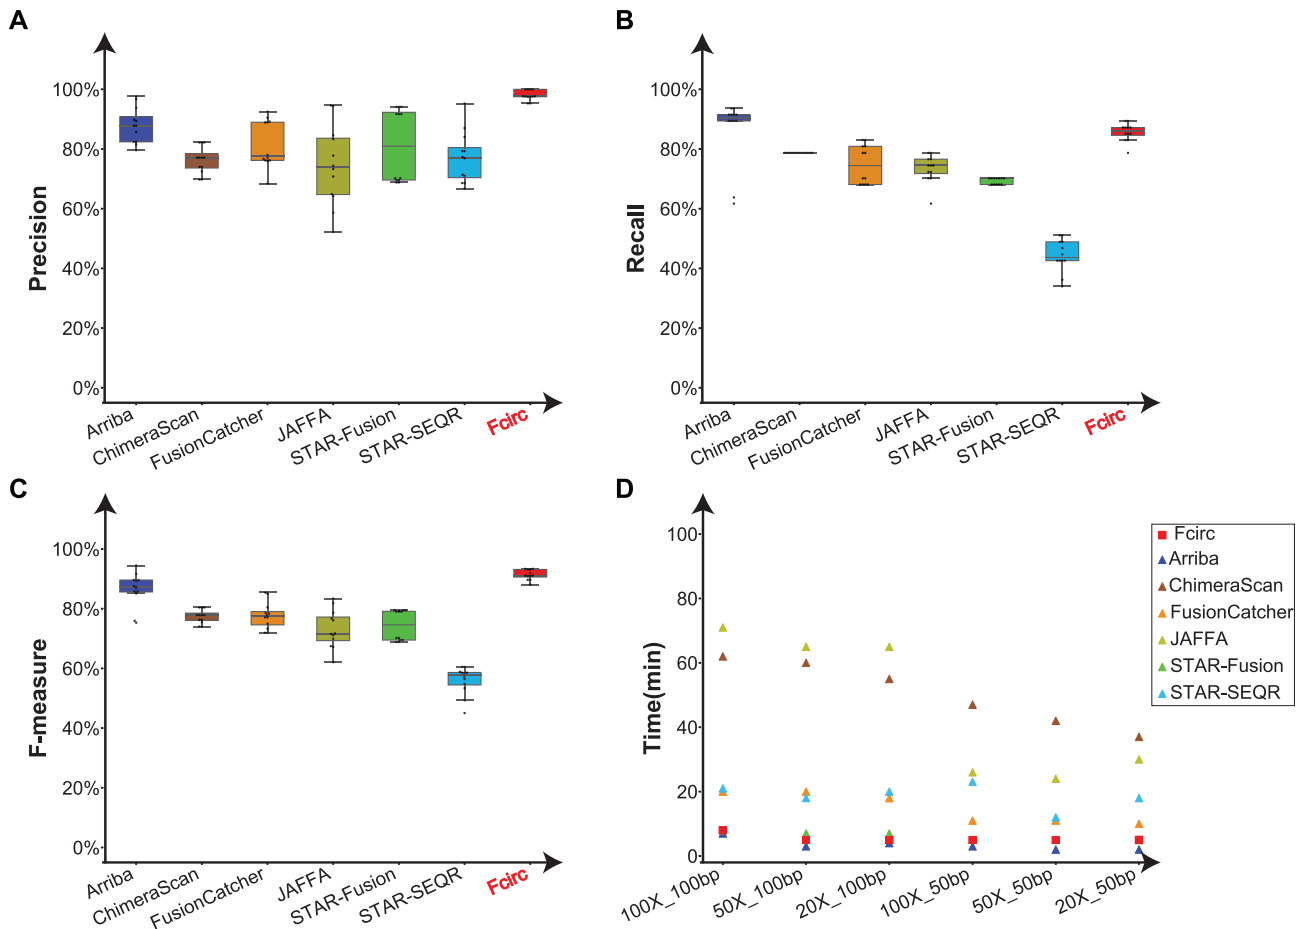 A
Precision
100%
80%
60%
40%
20%
0%
Arriba
ChimeraScan
FusionCatcher
JAFFA
STAR-Fusion
STAR-SEQR
Fcirc
B
Recall
100%
80%
60%
40%
20%
0%
Arriba
ChimeraScan
FusionCatcher
JAFFA
STAR-Fusion
STAR-SEQR
Fcirc
C
F-measure
100%
80%
60%
40%
20%
0%
Arriba
ChimeraScan
FusionCatcher
JAFFA
STAR-Fusion
STAR-SEQR
Fcirc
D
Time(min)
100
80
60
40
20
0
100X_100bp
50X_100bp
20X_100bp
100X_50bp
50X_50bp
20X_50bp
Fcirc
Arriba
ChimeraScan
FusionCatcher
JAFFA
STAR-Fusion
STAR-SEQR